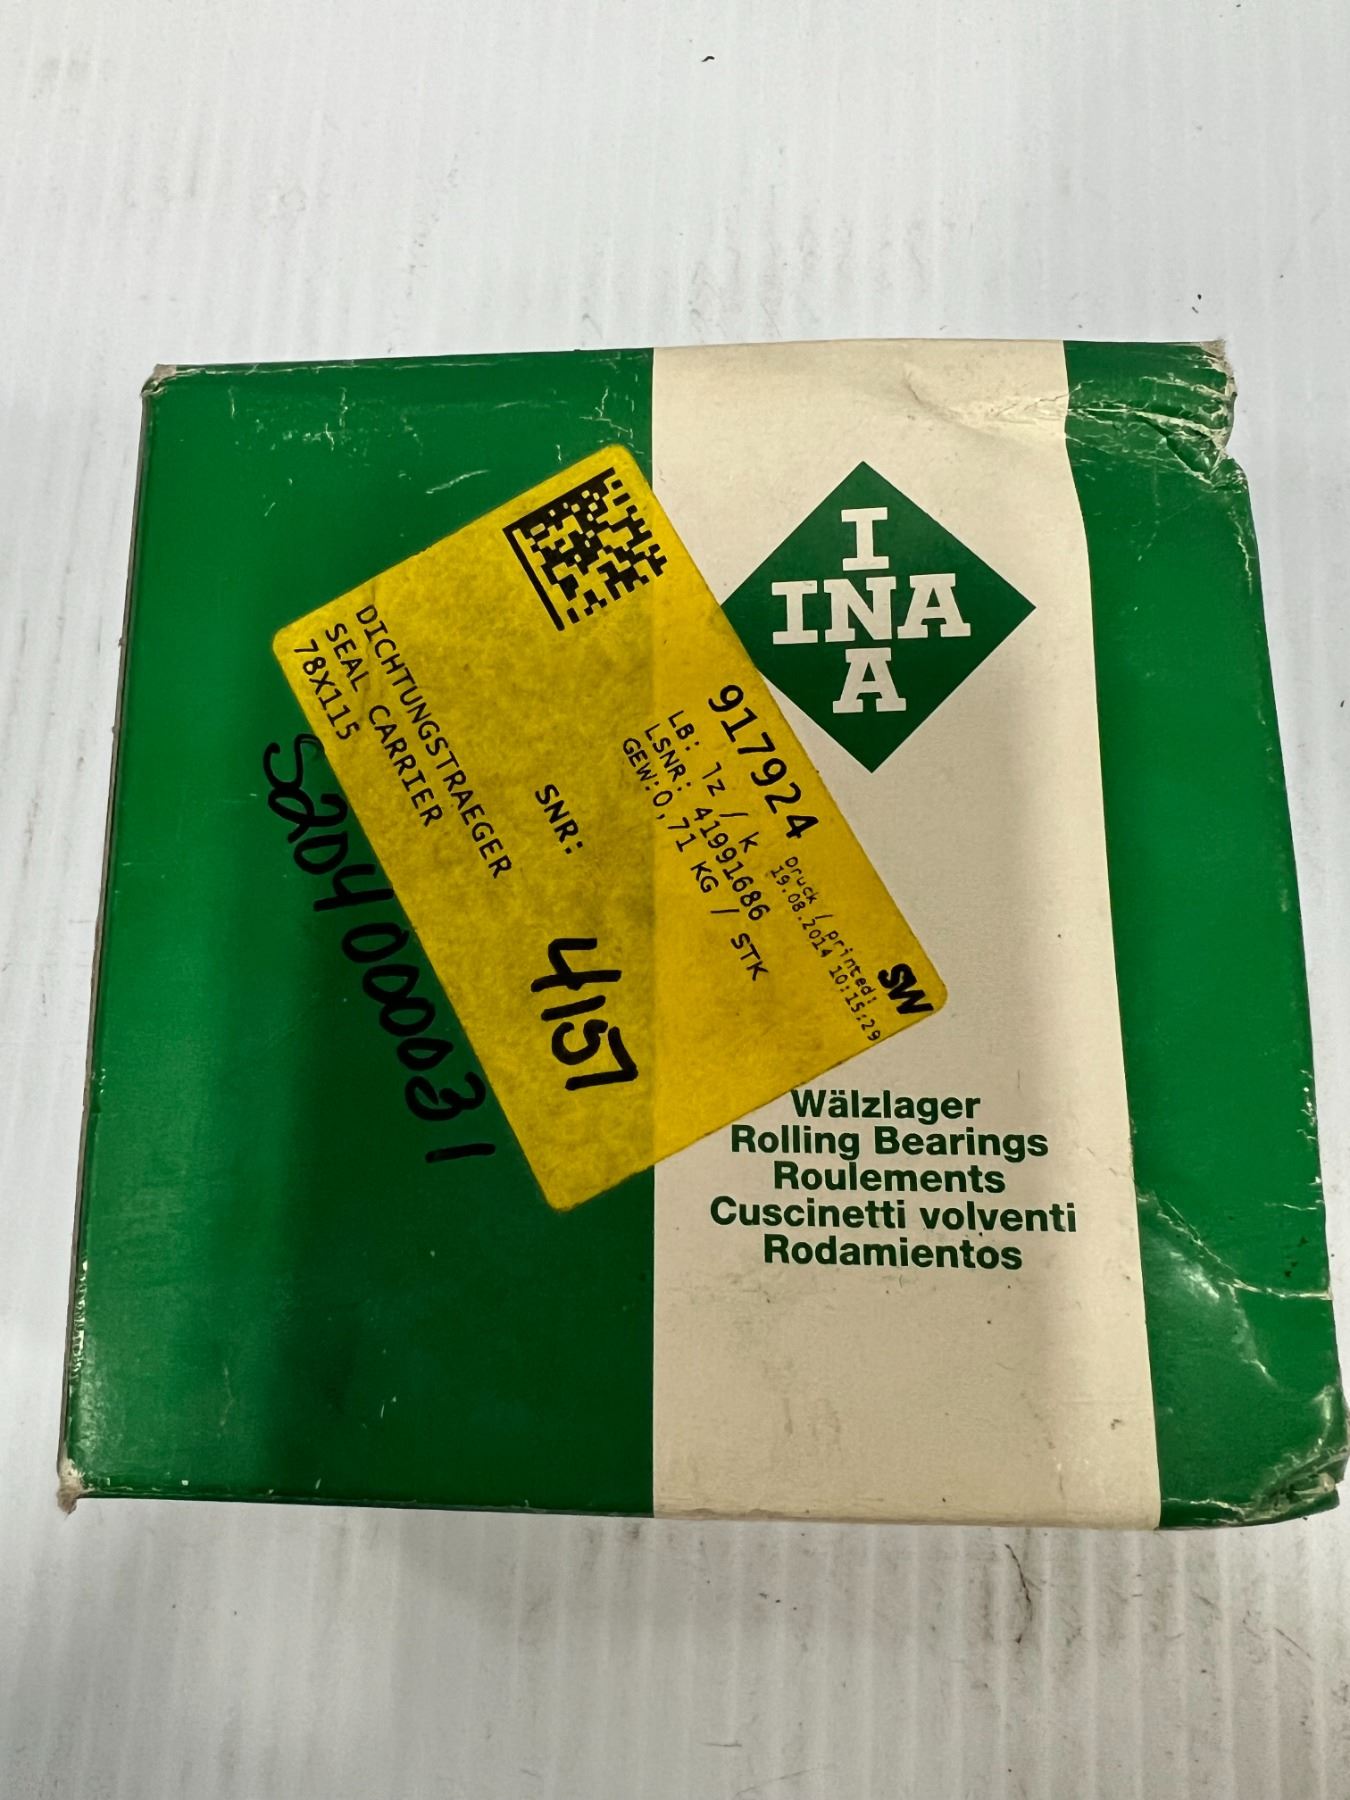 INA
INA
917924
LB: 1z / k
LSNR: 41991686
GEW:0,71 KG / STK
Druck / printed:
19.08.2014 10:15:29
SW
SNR:
4157
DICHTUNGSTRAEGER
SEAL CARRIER
78X115
Wälzlager
Rolling Bearings
Roulements
Cuscinetti volventi
Rodamientos